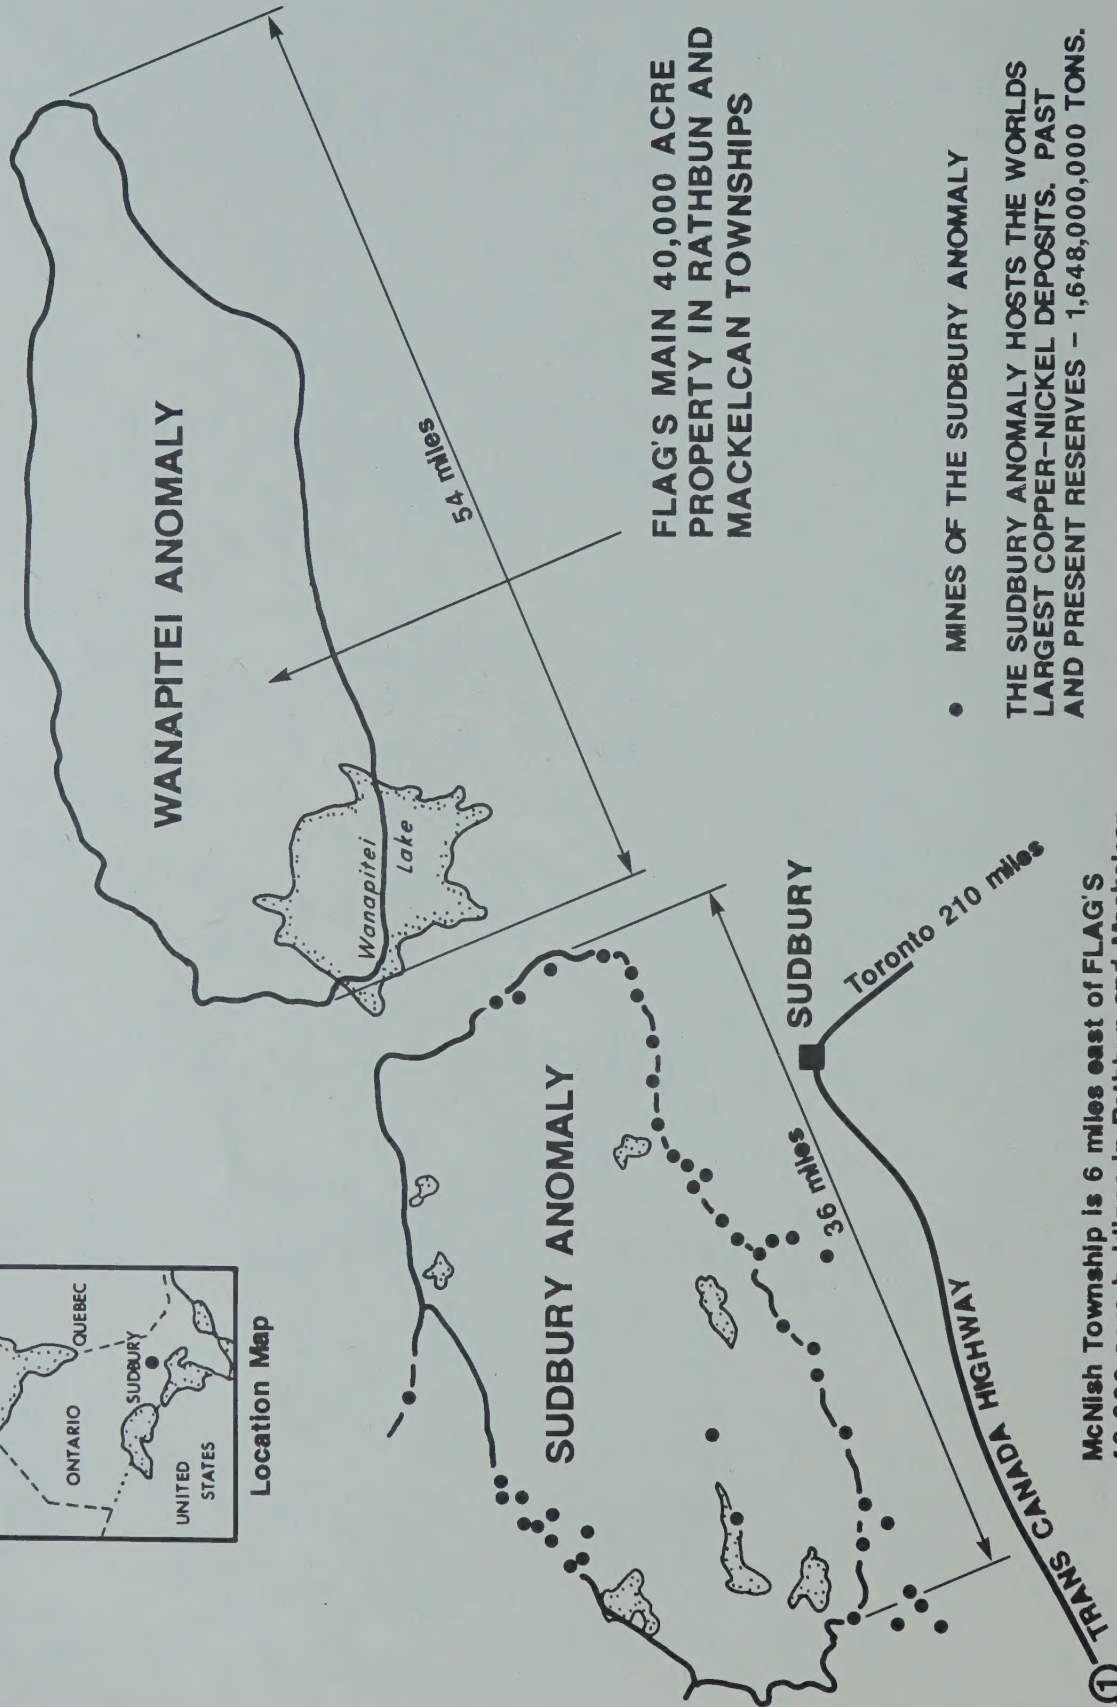 ONTARIO
QUEBEC
SUDBURY
UNITED
STATES
Location Map
WANAPITEI ANOMALY
Wanapitei
Lake
54 miles
FLAG'S MAIN 40,000 ACRE
PROPERTY IN RATHBUN AND
MACKELCAN TOWNSHIPS
SUDBURY ANOMALY
36 miles
SUDBURY
Toronto 210 miles
1 TRANS CANADA HIGHWAY
● MINES OF THE SUDBURY ANOMALY
THE SUDBURY ANOMALY HOSTS THE WORLDS
LARGEST COPPER-NICKEL DEPOSITS. PAST
AND PRESENT RESERVES - 1,648,000,000 TONS.
McNish Township is 6 miles east of FLAG'S